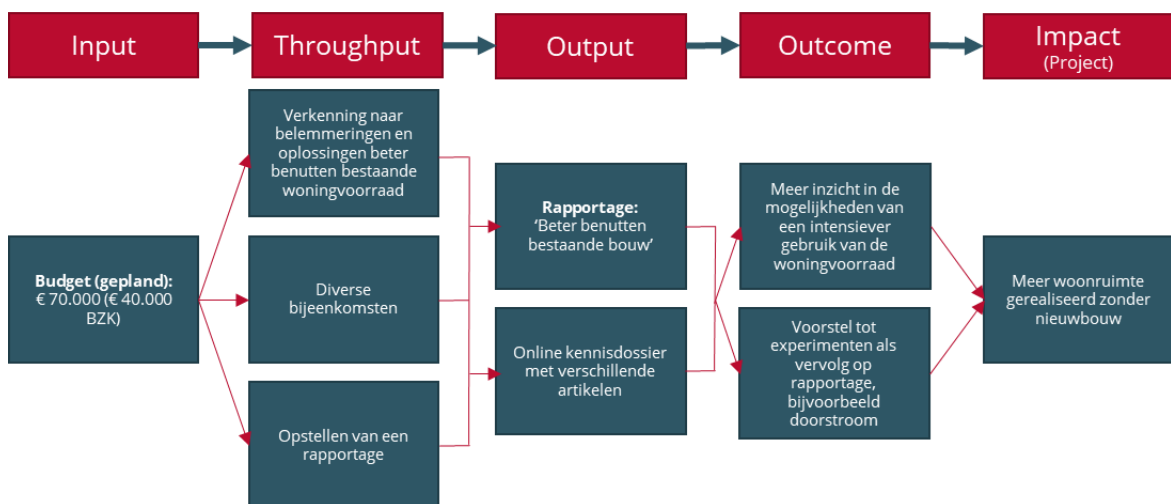 Input
Throughput
Output
Outcome
Impact
(Project)
Budget (gepland):
€ 70.000 (€ 40.000
BZK)
Verkenning naar
belemmeringen en
oplossingen beter
benutten bestaande
woningvoorraad
Diverse
bijeenkomsten
Opstellen van een
rapportage
Rapportage:
‘Beter benutten
bestaande bouw’
Online kennisdossier
met verschillende
artikelen
Meer inzicht in de
mogelijkheden van
een intensiever
gebruik van de
woningvoorraad
Voorstel tot
experimenten als
vervolg op
rapportage,
bijvoorbeeld
doorstroom
Meer woonruimte
gerealiseerd zonder
nieuwbouw